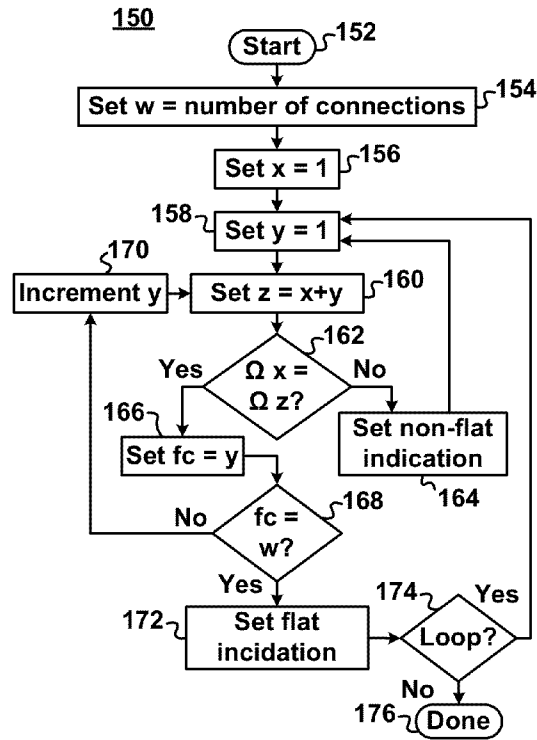 150
Start
152
Set w = number of connections
154
Set x = 1
156
158
Set y = 1
170
Increment y
Set z = x+y
160
162
Yes
Ω x =
Ω z?
No
166
Set fc = y
Set non-flat
indication
164
168
No
fc =
w?
Yes
172
Set flat
incidation
174
Yes
Loop?
No
176
Done